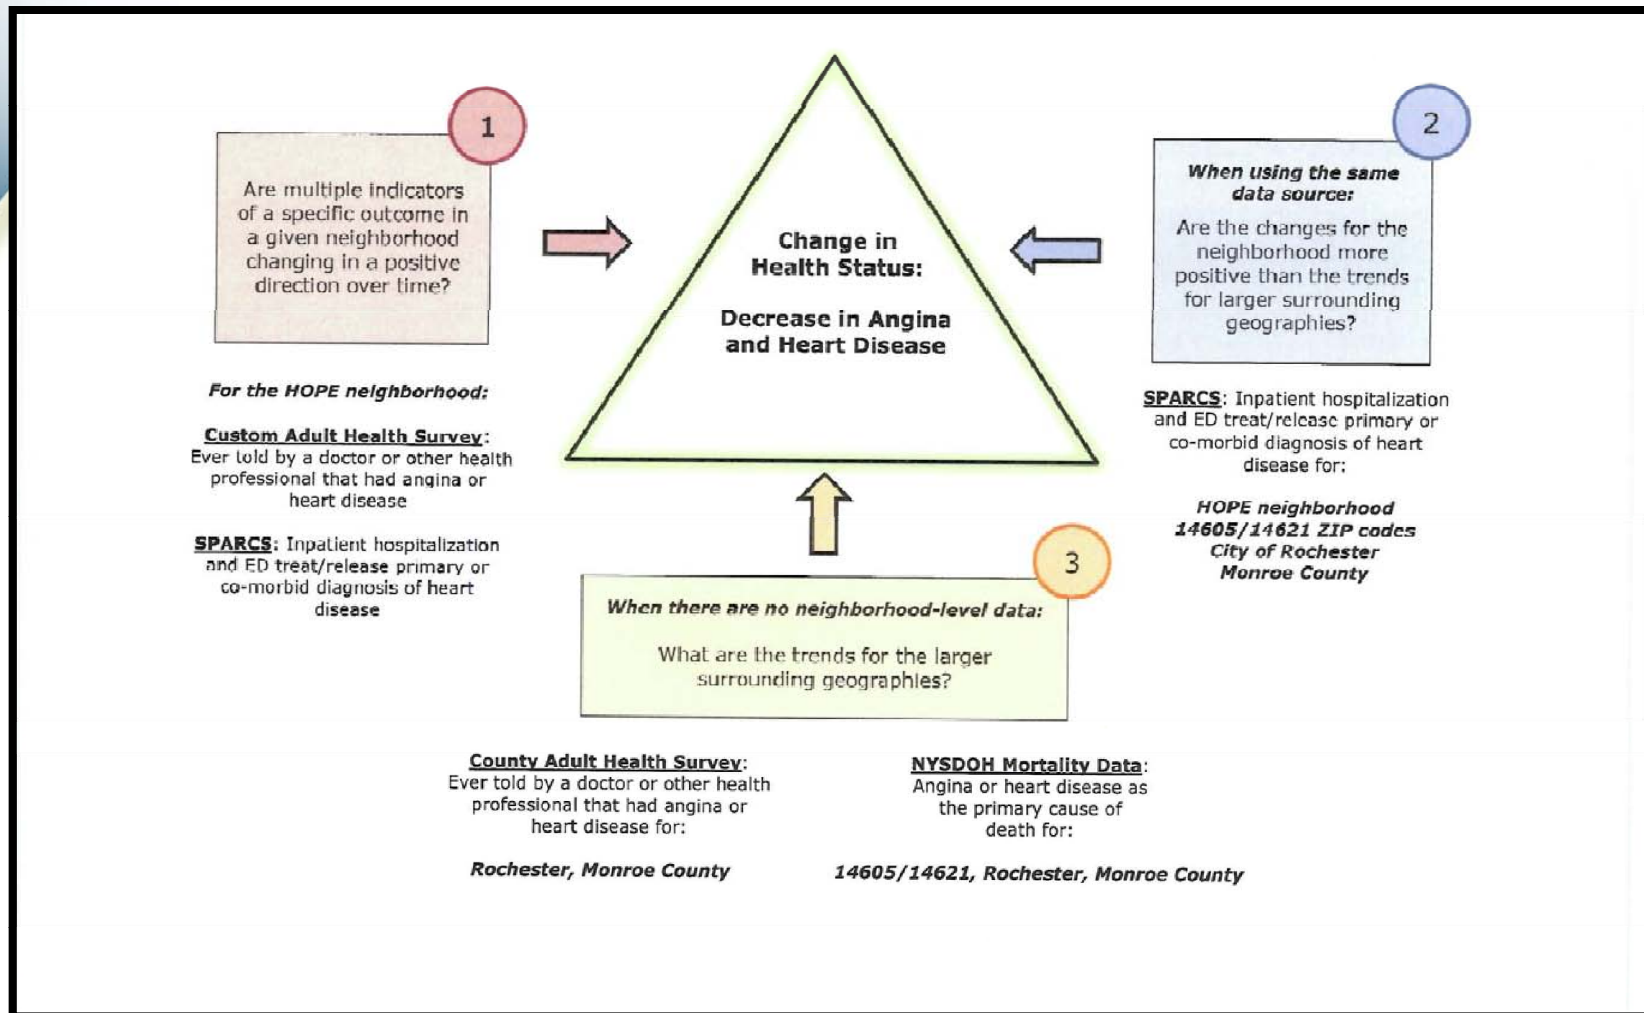 1
Are multiple indicators
of a specific outcome in
a given neighborhood
changing in a positive
direction over time?
For the HOPE neighborhood:
Custom Adult Health Survey:
Ever told by a doctor or other health
professional that had angina or
heart disease
SPARCS: Inpatient hospitalization
and ED treat/release primary or
co-morbid diagnosis of heart
disease
Change in
Health Status:
Decrease in Angina
and Heart Disease
2
When using the same
data source:
Are the changes for the
neighborhood more
positive than the trends
for larger surrounding
geographies?
SPARCS: Inpatient hospitalization
and ED treat/release primary or
co-morbid diagnosis of heart
disease for:
HOPE neighborhood
14605/14621 ZIP codes
City of Rochester
Monroe County
3
When there are no neighborhood-level data:
What are the trends for the larger
surrounding geographies?
County Adult Health Survey:
Ever told by a doctor or other health
professional that had angina or
heart disease for:
Rochester, Monroe County
NYSDOH Mortality Data:
Angina or heart disease as
the primary cause of
death for:
14605/14621, Rochester, Monroe County